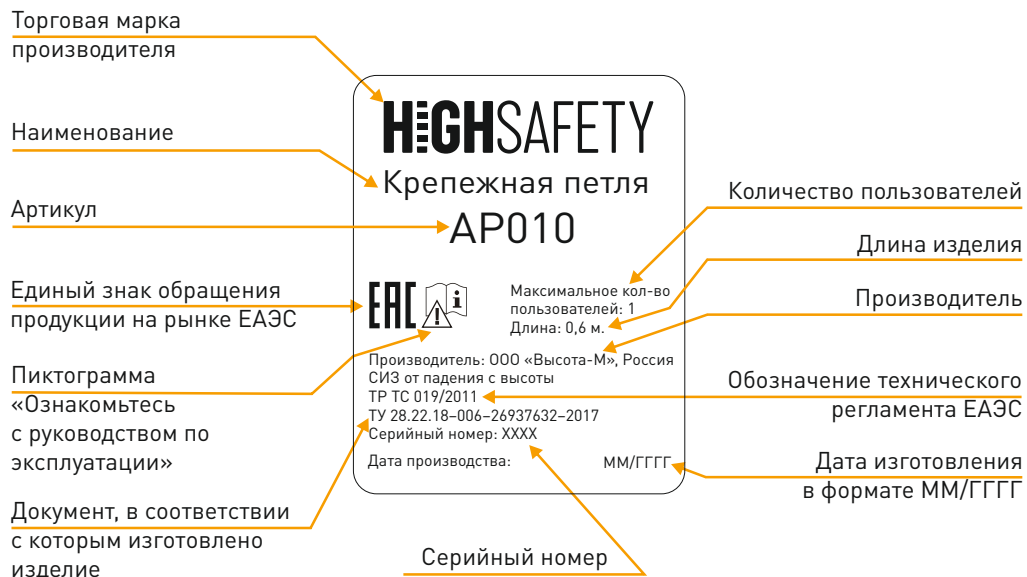 Торговая марка
производителя
Наименование
Артикул
Единый знак обращения
продукции на рынке ЕАЭС
Пиктограмма
«Ознакомьтесь
с руководством по
эксплуатации»
Документ, в соответствии
с которым изготовлено
изделие
HIGHSAFETY
Крепежная петля
АР010
EAC
i
Максимальное кол-во
пользователей: 1
Длина: 0,6 м.
Производитель: ООО «Высота-М», Россия
СИЗ от падения с высоты
ТР ТС 019/2011
ТУ 28.22.18–006–26937632–2017
Серийный номер: XXXX
Дата производства: ММ/ГГГГ
Серийный номер
Количество пользователей
Длина изделия
Производитель
Обозначение технического
регламента ЕАЭС
Дата изготовления
в формате ММ/ГГГГ